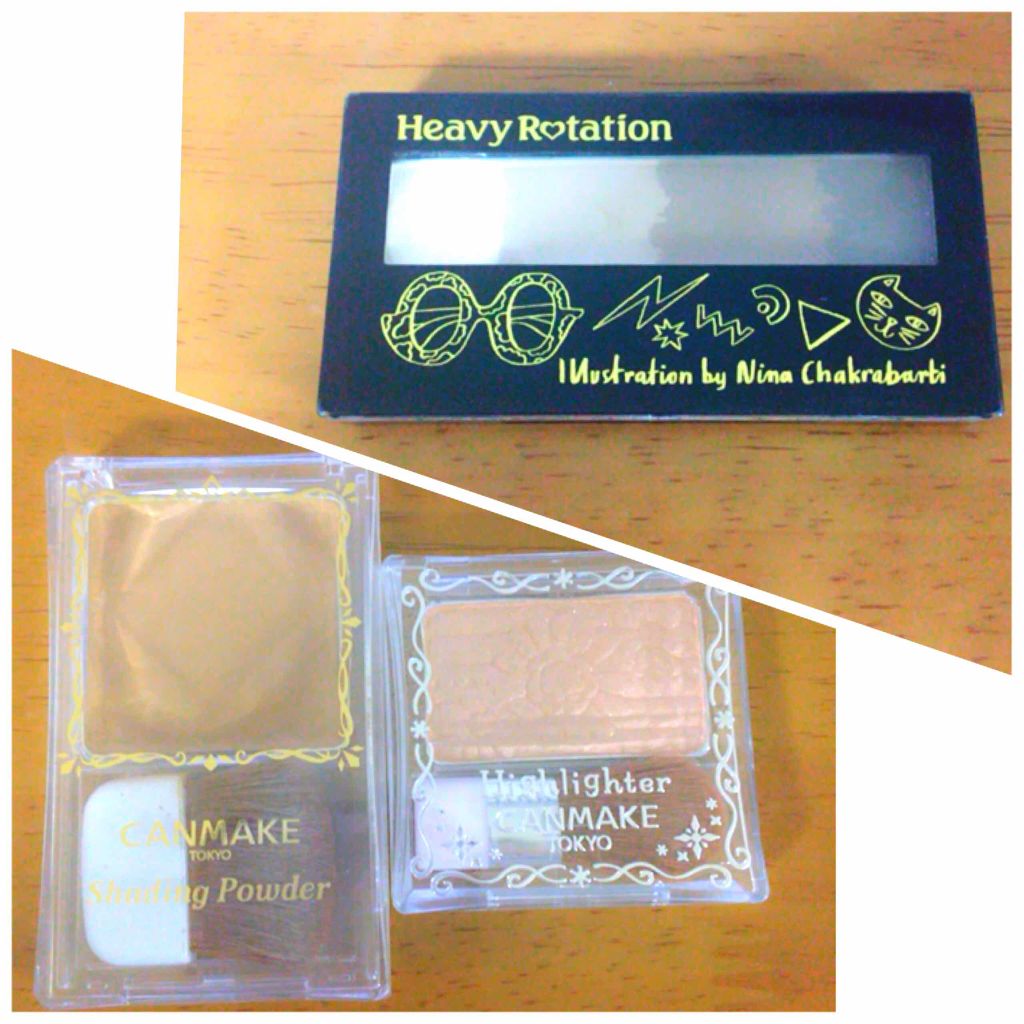 Heavy Rotation
Illustration by Nina Chakrabarti
CANMAKE
TOKYO
Shading Powder
Highlighter
CANMAKE
TOKYO